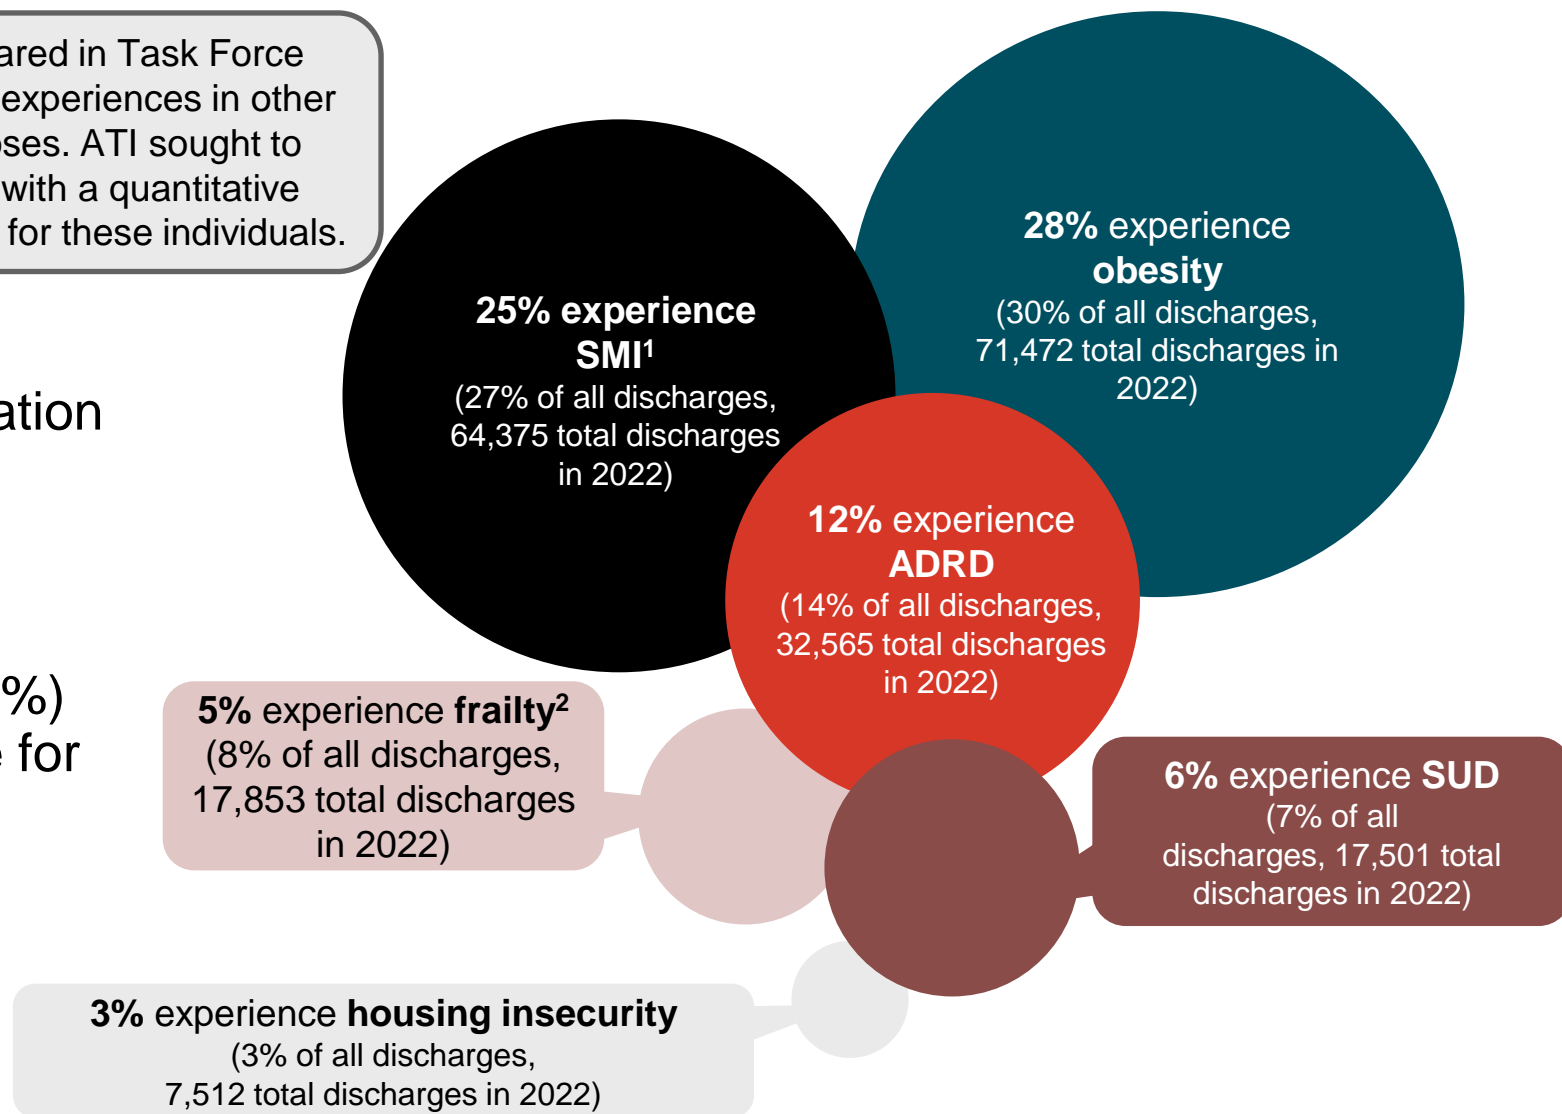 ared in Task Force
experiences in other
oses. ATI sought to
with a quantitative
for these individuals.
ation
%)
e for
28% experience
obesity
(30% of all discharges,
71,472 total discharges in
2022)
25% experience
SMI¹
(27% of all discharges,
64,375 total discharges
in 2022)
12% experience
ADRD
(14% of all discharges,
32,565 total discharges
in 2022)
5% experience frailty²
(8% of all discharges,
17,853 total discharges
in 2022)
6% experience SUD
(7% of all
discharges, 17,501 total
discharges in 2022)
3% experience housing insecurity
(3% of all discharges,
7,512 total discharges in 2022)